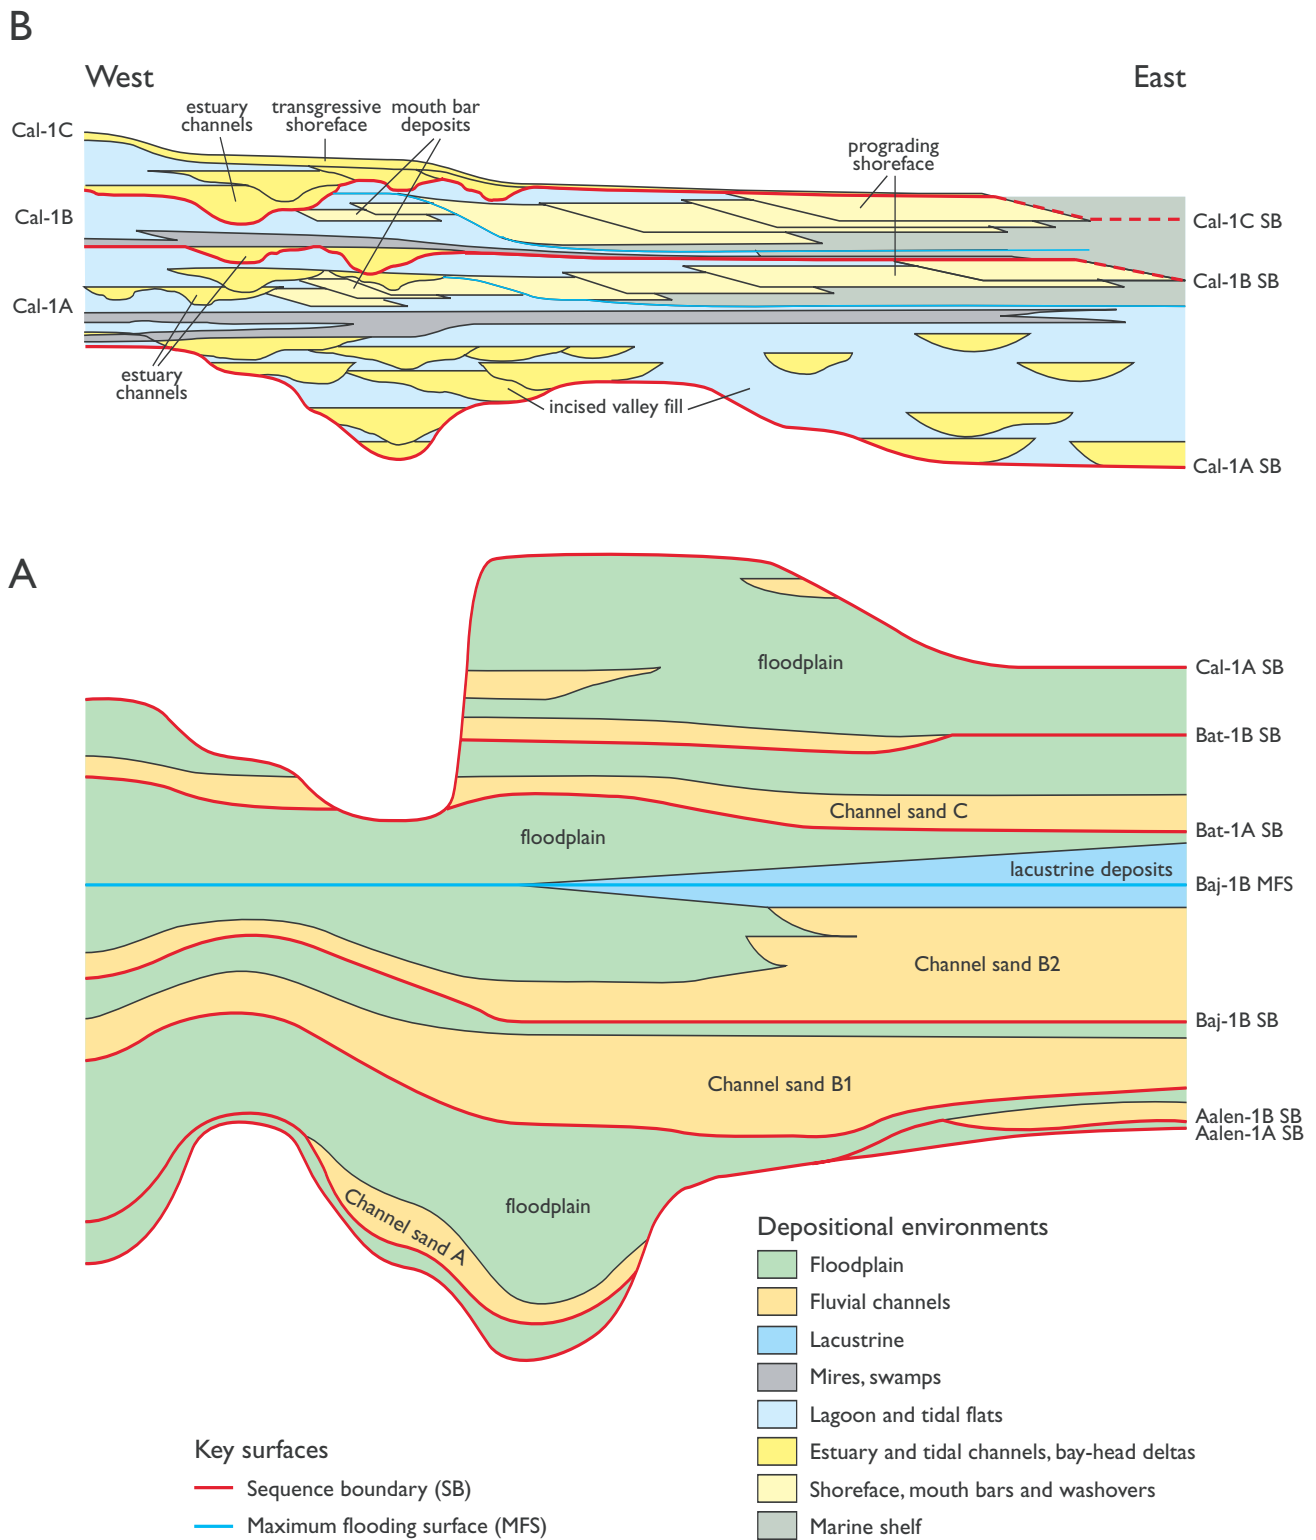 B
West
East
estuary
channels
transgressive
shoreface
mouth bar
deposits
prograding
shoreface
Cal-1C
Cal-1B
Cal-1A
Cal-1C SB
Cal-1B SB
Cal-1A SB
estuary
channels
incised valley fill
A
floodplain
Cal-1A SB
Bat-1B SB
Channel sand C
Bat-1A SB
floodplain
lacustrine deposits
Baj-1B MFS
Channel sand B2
Baj-1B SB
Channel sand B1
Aalen-1B SB
Aalen-1A SB
Channel sand A
floodplain
Depositional environments
Floodplain
Fluvial channels
Lacustrine
Mires, swamps
Lagoon and tidal flats
Estuary and tidal channels, bay-head deltas
Shoreface, mouth bars and washovers
Marine shelf
Key surfaces
Sequence boundary (SB)
Maximum flooding surface (MFS)